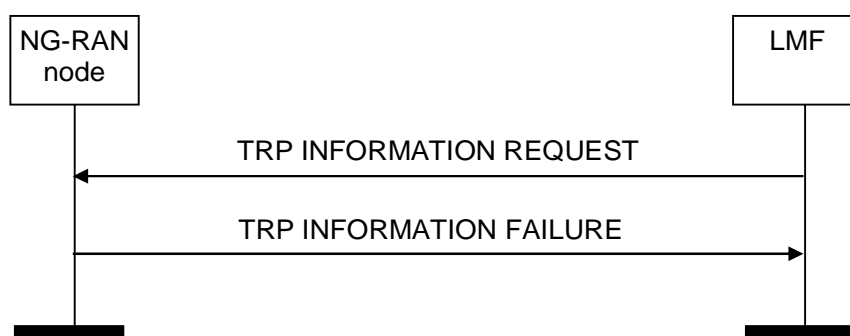 NG-RAN
node
LMF
TRP INFORMATION REQUEST
TRP INFORMATION FAILURE